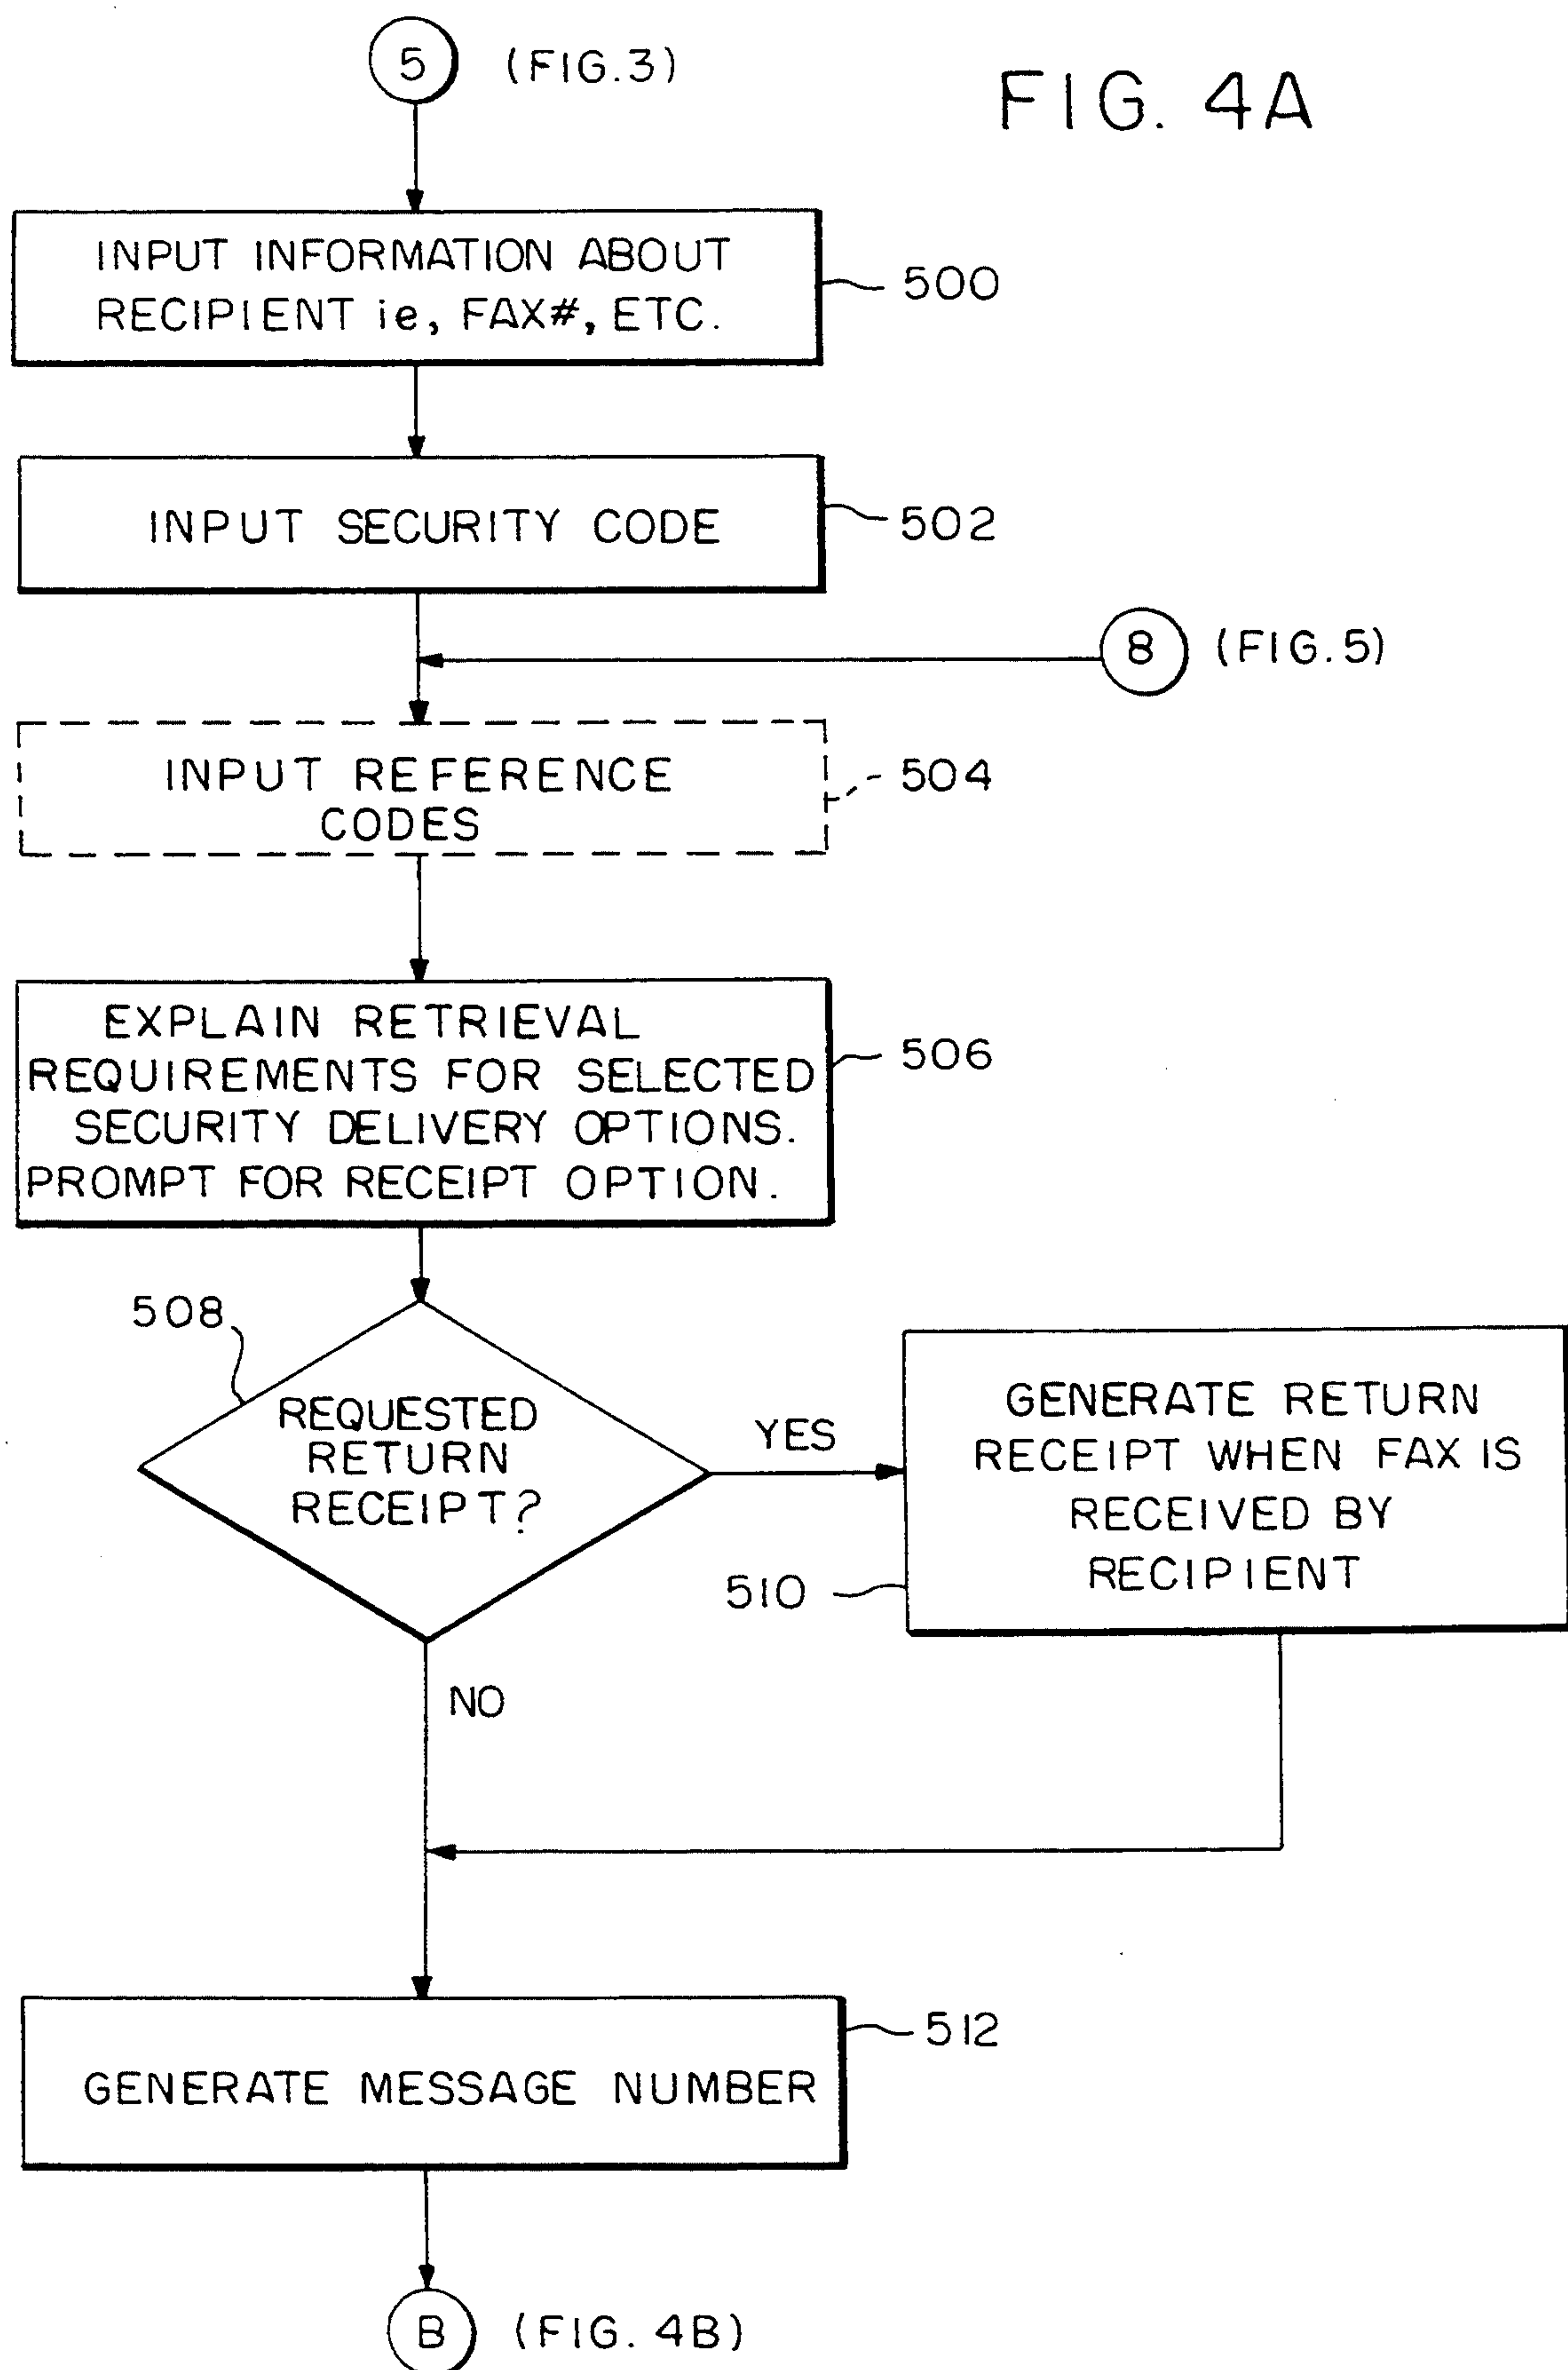 5 (FIG.3)
FIG. 4A
INPUT INFORMATION ABOUT
RECIPIENT ie, FAX#, ETC.
500
INPUT SECURITY CODE
502
8 (FIG.5)
INPUT REFERENCE
CODES
504
EXPLAIN RETRIEVAL
REQUIREMENTS FOR SELECTED
SECURITY DELIVERY OPTIONS.
PROMPT FOR RECEIPT OPTION.
506
508
REQUESTED
RETURN
RECEIPT?
YES
GENERATE RETURN
RECEIPT WHEN FAX IS
RECEIVED BY
RECIPIENT
510
NO
512
GENERATE MESSAGE NUMBER
B (FIG. 4B)